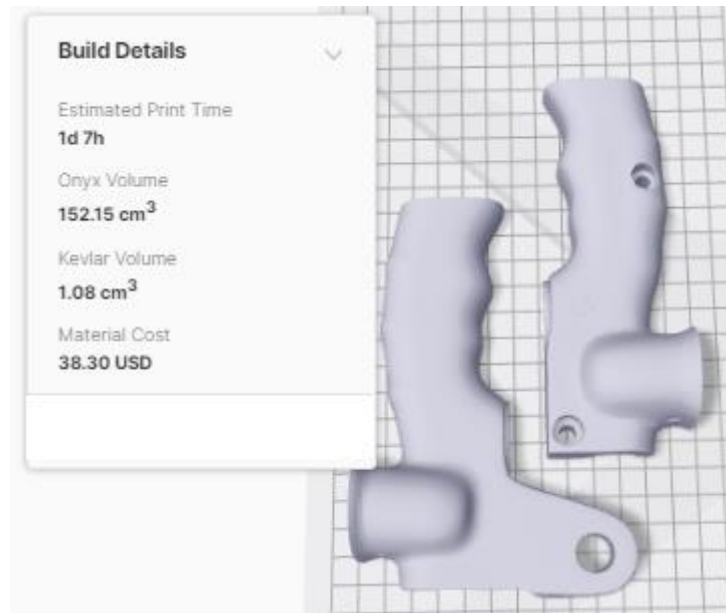 Build Details
Estimated Print Time
1d 7h
Onyx Volume
152.15 cm³
Kevlar Volume
1.08 cm³
Material Cost
38.30 USD